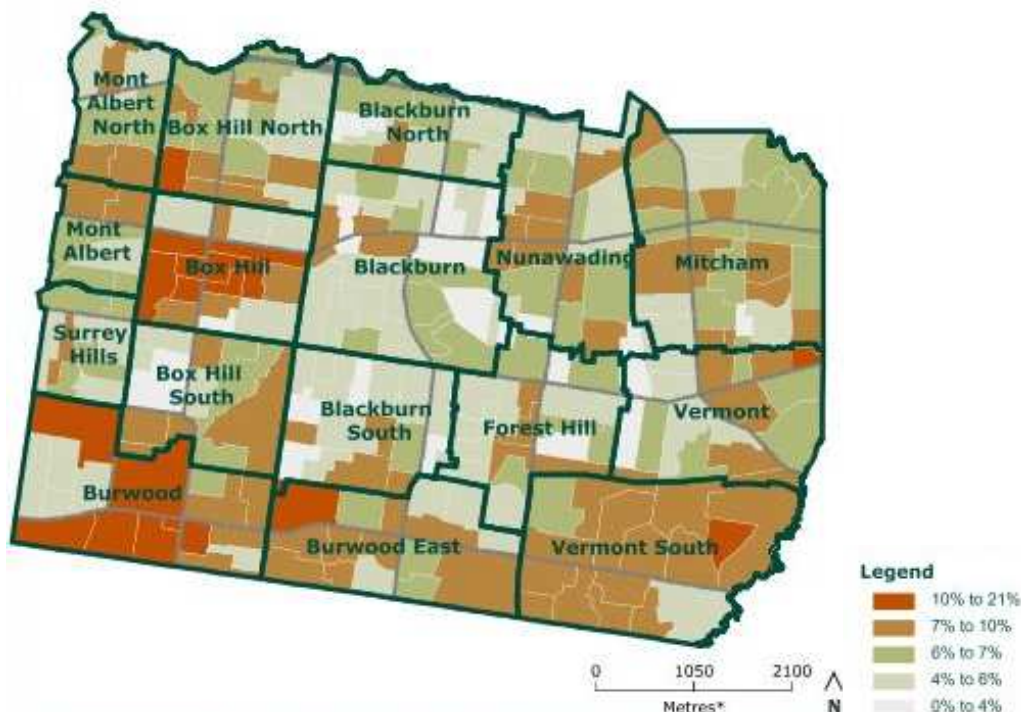 Mont
Albert
North
Box Hill North
Blackburn
North
Mont
Albert
Box Hill
Blackburn
Nunawading
Mitcham
Surrey
Hills
Box Hill
South
Blackburn
South
Forest Hill
Vermont
Burwood
Burwood East
Vermont South
Legend
10% to 21%
7% to 10%
6% to 7%
4% to 6%
0% to 4%
0 1050 2100
Metres*
N